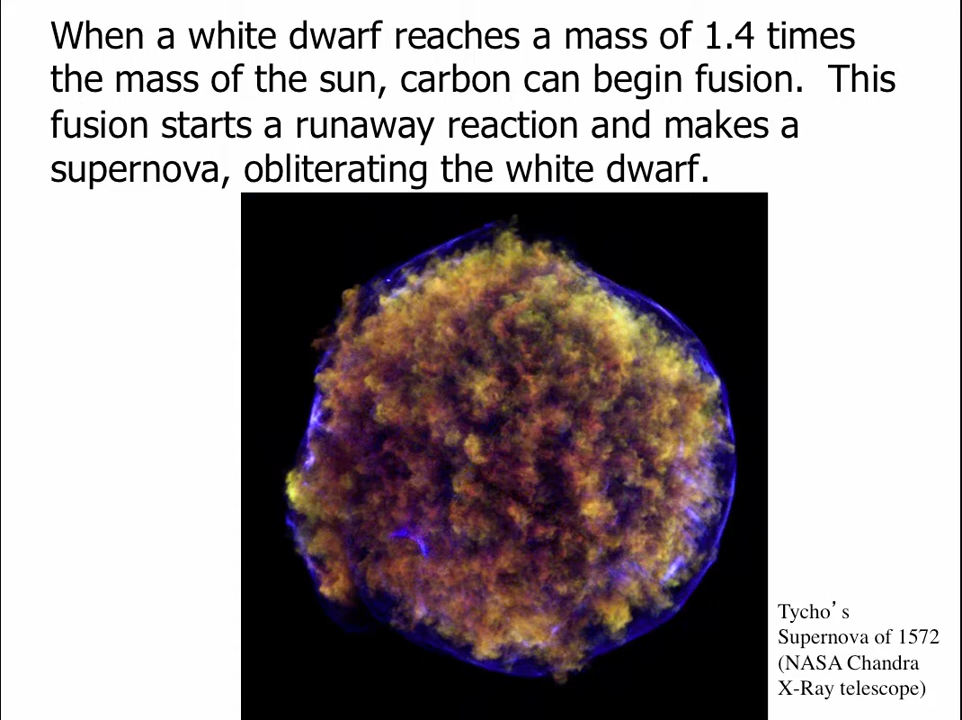 When a white dwarf reaches a mass of 1.4 times
the mass of the sun, carbon can begin fusion.  This
fusion starts a runaway reaction and makes a
supernova, obliterating the white dwarf.
Tycho’s
Supernova of 1572
(NASA Chandra
X-Ray telescope)